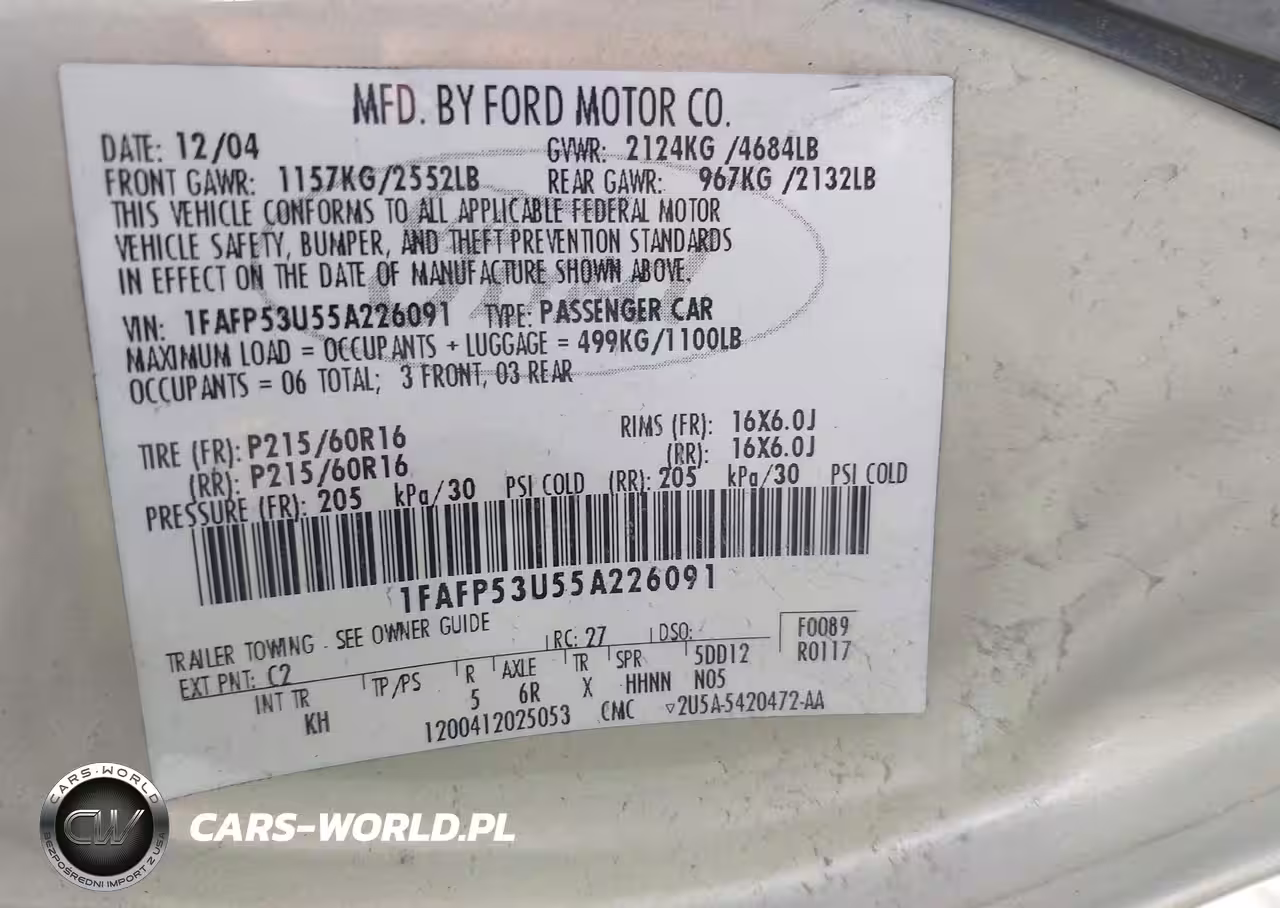 MFD. BY FORD MOTOR CO.
DATE: 12/04 GVWR: 2124KG /4684LB
FRONT GAWR: 1157KG/2552LB REAR GAWR: 967KG /2132LB
THIS VEHICLE CONFORMS TO ALL APPLICABLE FEDERAL MOTOR
VEHICLE SAFETY, BUMPER, AND THEFT PREVENTION STANDARDS
IN EFFECT ON THE DATE OF MANUFACTURE SHOWN ABOVE.
VIN: 1FAFP53U55A226091 TYPE: PASSENGER CAR
MAXIMUM LOAD = OCCUPANTS + LUGGAGE = 499KG/1100LB
OCCUPANTS = 06 TOTAL; 3 FRONT, 03 REAR
TIRE (FR): P215/60R16 RIMS (FR): 16X6.0J
(RR): P215/60R16 (RR): 16X6.0J
PRESSURE (FR): 205 kPa/30 PSI COLD (RR): 205 kPa/30 PSI COLD
1FAFP53U55A226091
TRAILER TOWING - SEE OWNER GUIDE
EXT PNT: C2 RC: 27 DSO: F0089
R0117
INT TR TP/PS R AXLE TR SPR 5DD12
KH 5 6R X HHNN N05
1200412025053 CMC ▽2U5A-5420472-AA
CARS-WORLD
CW
BEZPOŚREDNI IMPORT Z USA
CARS-WORLD.PL